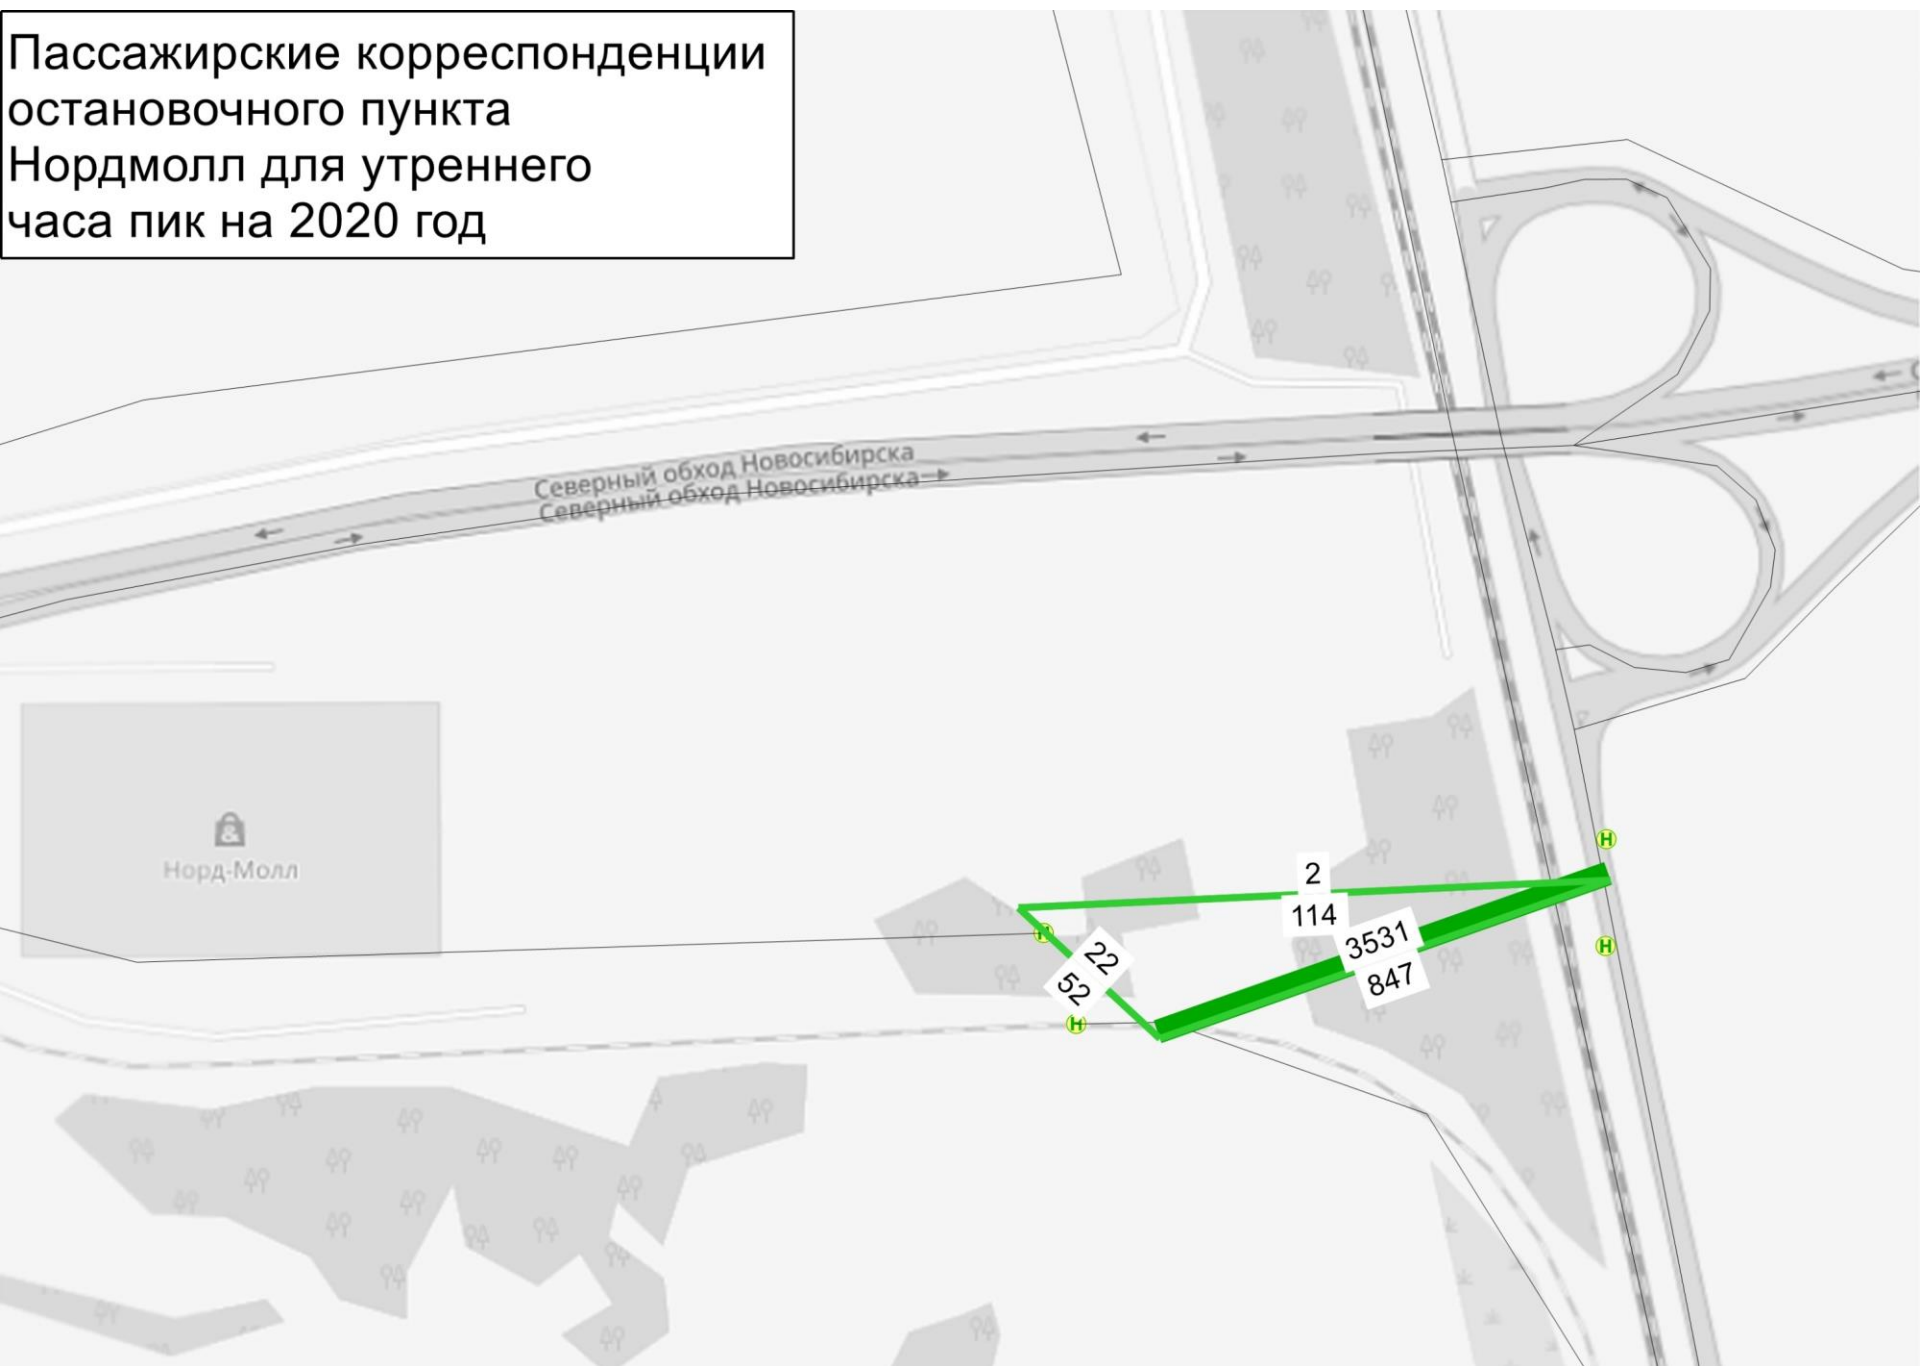 Пассажирские корреспонденции
остановочного пункта
Нордмолл для утреннего
часа пик на 2020 год
Северный обход Новосибирска
Северный обход Новосибирска
Норд-Молл
H
2
114
3531
847
H
H
22
52
H